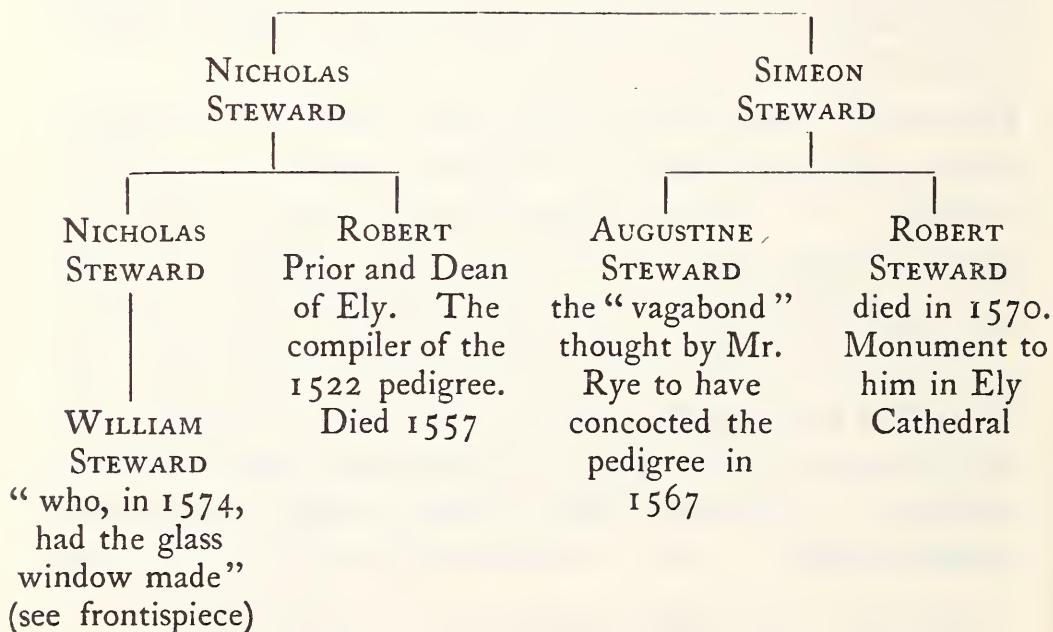 NICHOLAS
STEWARD
SIMEON
STEWARD
NICHOLAS
STEWARD
WILLIAM
STEWARD
“ who, in 1574,
had the glass
window made”
(see frontispiece)
ROBERT
Prior and Dean
of Ely. The
compiler of the
1522 pedigree.
Died 1557
AUGUSTINE
STEWARD
the “ vagabond ”
thought by Mr.
Rye to have
concocted the
pedigree in
1567
ROBERT
STEWARD
died in 1570.
Monument to
him in Ely
Cathedral